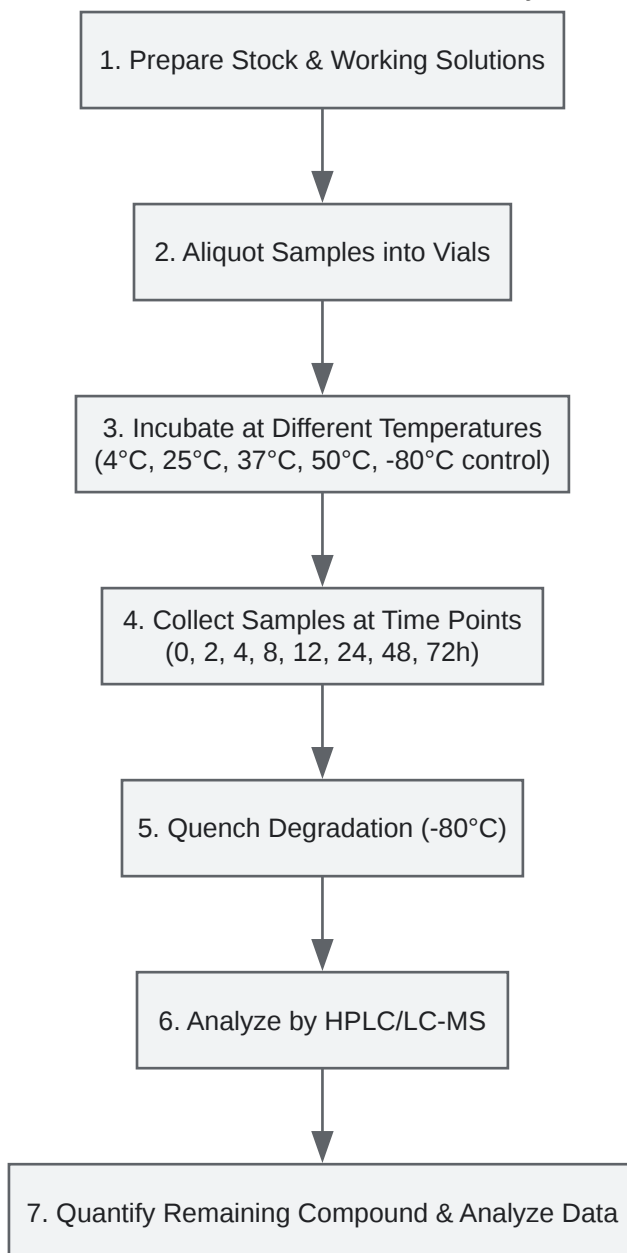 1. Prepare Stock & Working Solutions
2. Aliquot Samples into Vials
3. Incubate at Different Temperatures
(4°C, 25°C, 37°C, 50°C, -80°C control)
4. Collect Samples at Time Points
(0, 2, 4, 8, 12, 24, 48, 72h)
5. Quench Degradation (-80°C)
6. Analyze by HPLC/LC-MS
7. Quantify Remaining Compound & Analyze Data